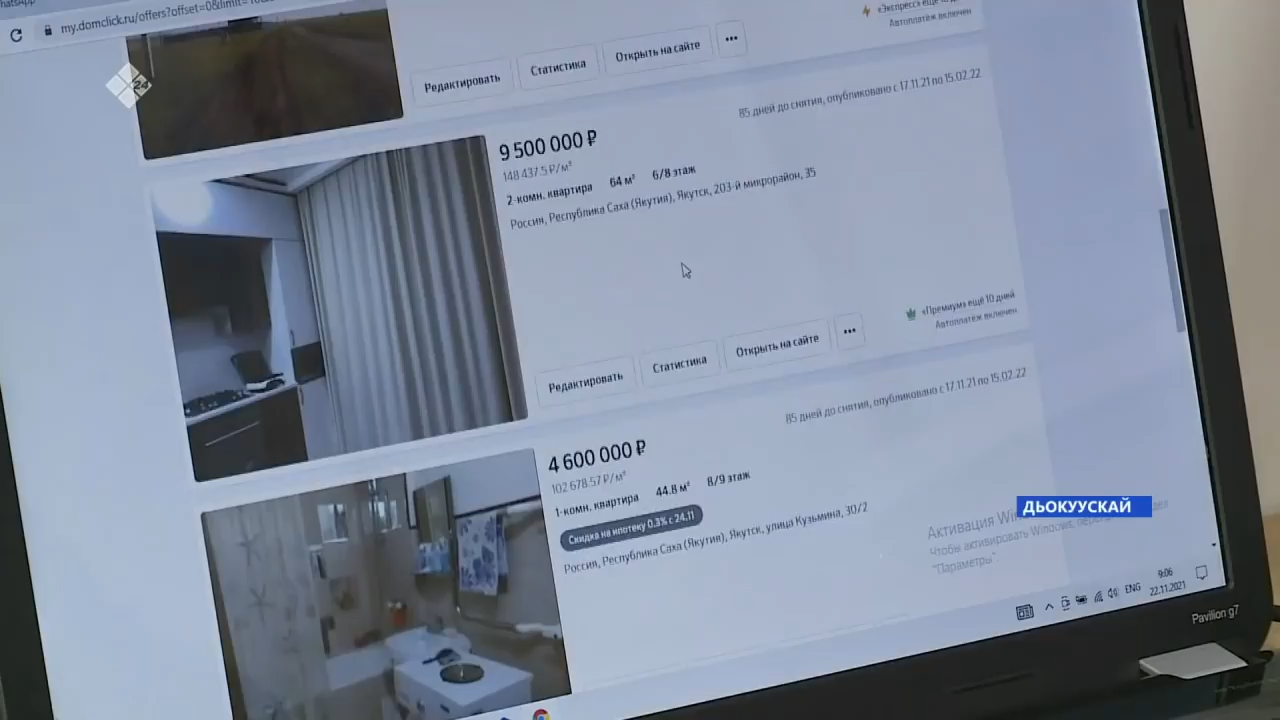 my.domclick.ru/offers?offset=0&limit=10&
24
Редактировать
Статистика
Открыть на сайте
•••
Автоплатёж включен
85 дней до снятия, опубликовано с 17.11.21 по 15.02.22
9 500 000 ₽
148 437.5 ₽/м²
2-комн. квартира 64 м² 6/8 этаж
Россия, Республика Саха (Якутия), Якутск, 203-й микрорайон, 35
«Премиум» ещё 10 дней
Автоплатёж включен
Редактировать
Статистика
Открыть на сайте
•••
85 дней до снятия, опубликовано с 17.11.21 по 15.02.22
4 600 000 ₽
102 678.57 ₽/м²
1-комн. квартира 44.8 м² 8/9 этаж
Скидка на ипотеку 0.3% с 24.11
Россия, Республика Саха (Якутия), Якутск, улица Кузьмина, 30/2
ДЬОКУУСКАЙ
Активация
Чтобы активировать Windows,
"Параметры".
ENG
9:06
22.11.2021
Pavilion g7